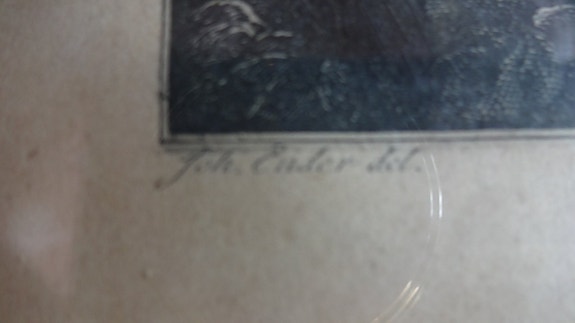 Joh. Ender del.